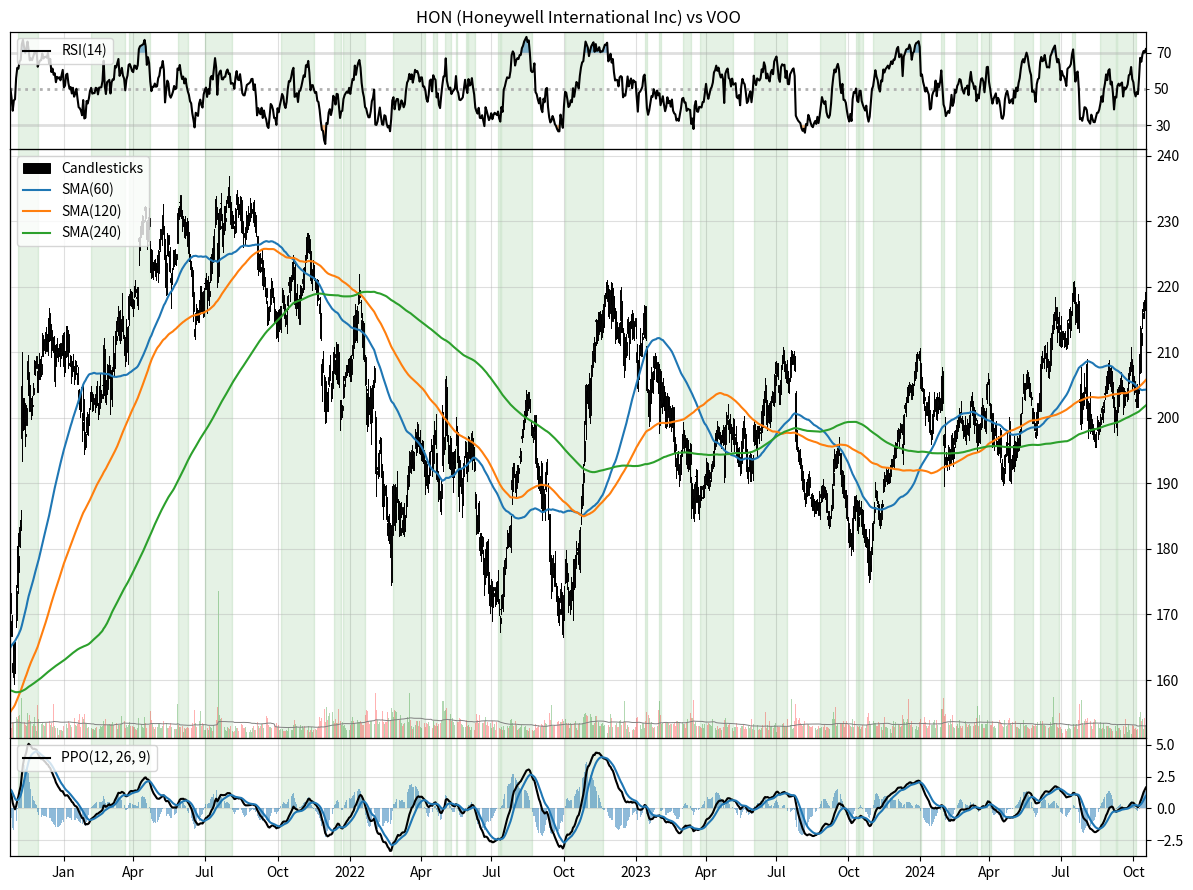 HON (Honeywell International Inc) vs VOO
RSI(14)
70
50
30
Candlesticks
SMA(60)
SMA(120)
SMA(240)
240
230
220
210
200
190
180
170
160
PPO(12, 26, 9)
5.0
2.5
0.0
−2.5
Jan Apr Jul Oct 2022 Apr Jul Oct 2023 Apr Jul Oct 2024 Apr Jul Oct